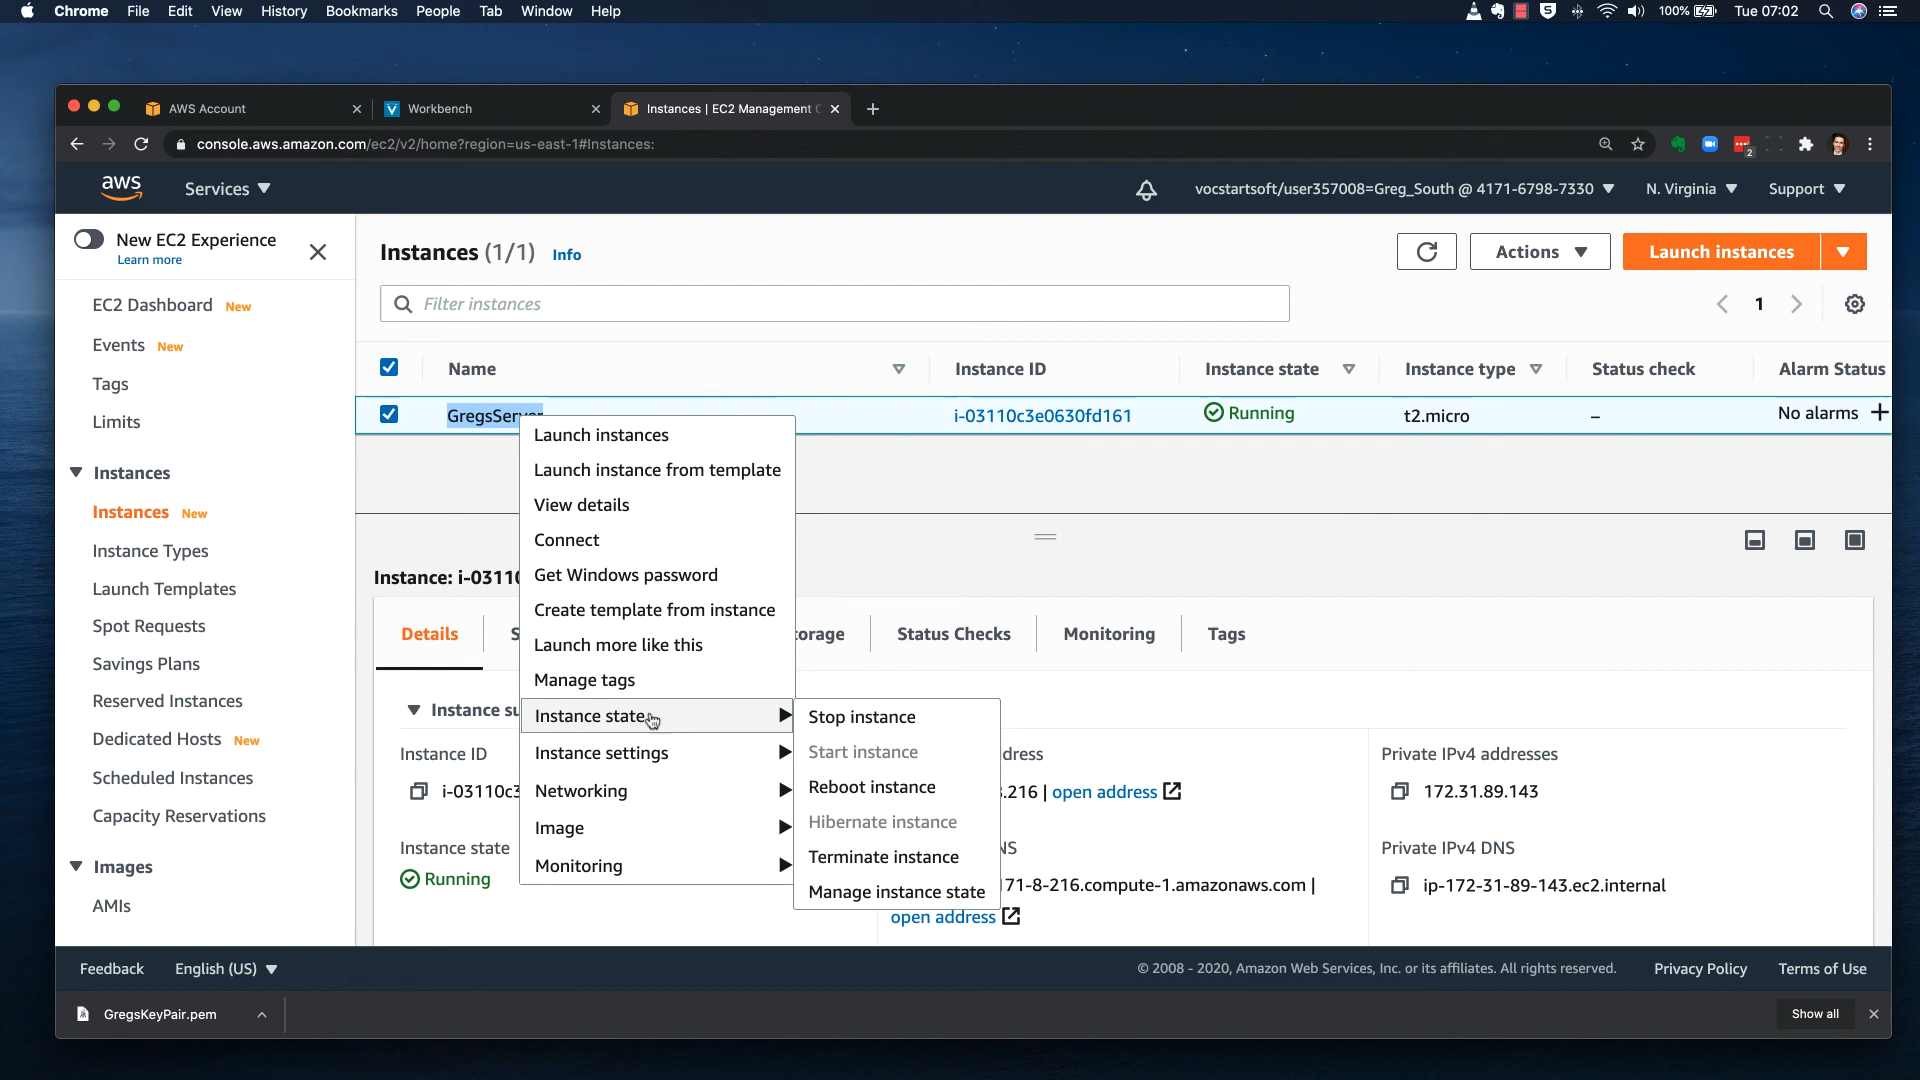 Chrome File Edit View History Bookmarks People Tab Window Help 100% Tue 07:02
AWS Account Workbench Instances | EC2 Management C
console.aws.amazon.com/ec2/v2/home?region=us-east-1#Instances: 2
aws Services vocstartsoft/user357008=Greg_South @ 4171-6798-7330 N. Virginia Support
New EC2 Experience
Learn more
EC2 Dashboard New
Events New
Tags
Limits
Instances
Instances New
Instance Types
Launch Templates
Spot Requests
Savings Plans
Reserved Instances
Dedicated Hosts New
Scheduled Instances
Capacity Reservations
Images
AMIs
Instances (1/1) Info Actions Launch instances
Filter instances 1
Name Instance ID Instance state Instance type Status check Alarm Status
GregsServer i-03110c3e0630fd161 Running t2.micro – No alarms +
Launch instances
Launch instance from template
View details
Connect
Get Windows password
Create template from instance
Launch more like this
Manage tags
Instance state
Instance settings
Networking
Image
Monitoring
Stop instance
Start instance
Reboot instance
Hibernate instance
Terminate instance
Manage instance state
Instance: i-03110
Details S orage Status Checks Monitoring Tags
Instance su
Instance ID dress Private IPv4 addresses
i-03110c3 .216 | open address 172.31.89.143
Instance state NS Private IPv4 DNS
Running 171-8-216.compute-1.amazonaws.com | ip-172-31-89-143.ec2.internal
open address
Feedback English (US) © 2008 - 2020, Amazon Web Services, Inc. or its affiliates. All rights reserved. Privacy Policy Terms of Use
GregsKeyPair.pem Show all